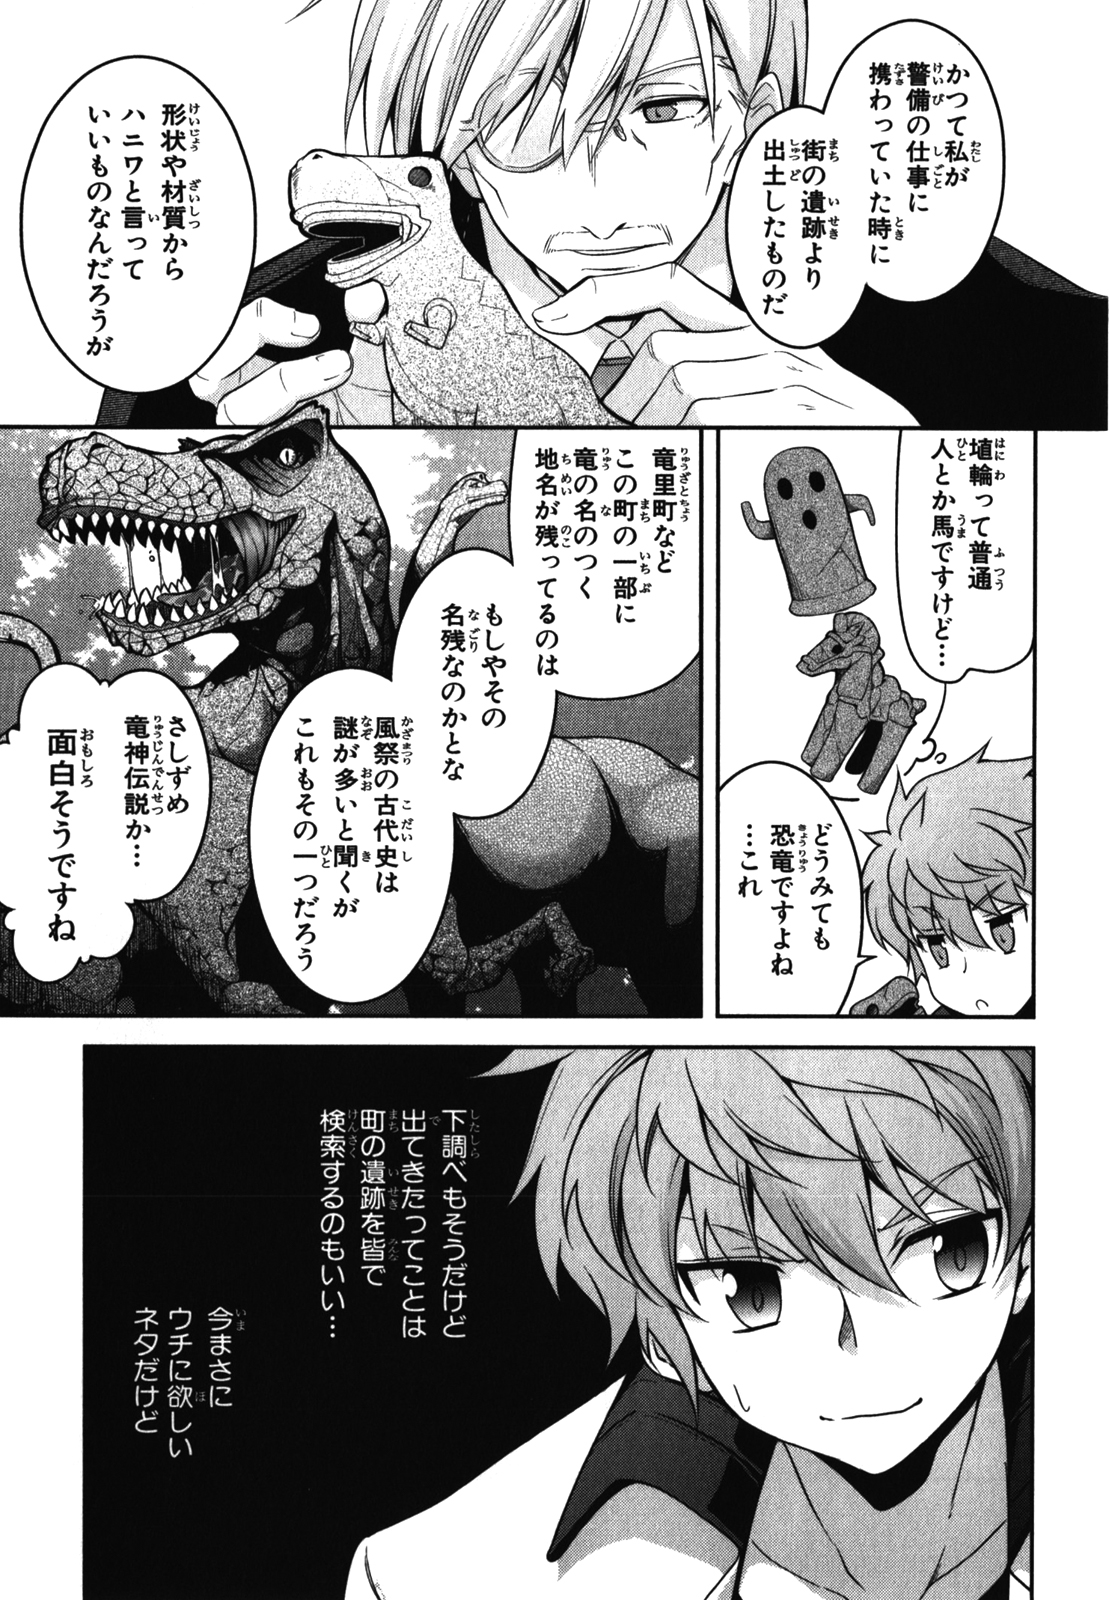 かつて私が
警備の仕事に
携わっていた時に
街の遺跡より
出土したものだ
形状や材質から
ハニワと言って
いいものなんだろうが
埴輪って普通
人とか馬ですけど…
どうみても
恐竜ですよね
…これ
竜里町など
この町の一部に
竜の名のつく
地名が残ってるのは
もしやその
名残なのかとな
風祭の古代史は
謎が多いと聞くが
これもその一つだろう
さしずめ
竜神伝説か…
面白そうですね
下調べもそうだけど
出てきたってことは
町の遺跡を皆で
検索するのもいい…
今まさに
ウチに欲しい
ネタだけど